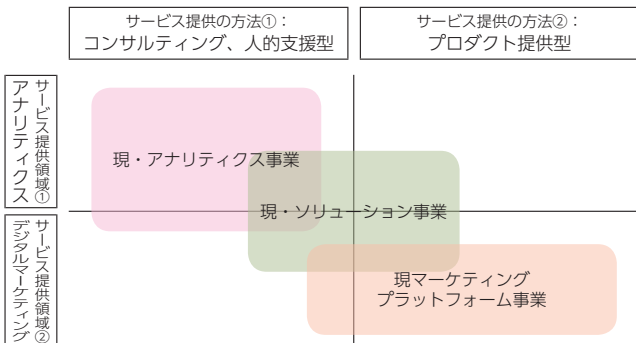 サービス提供の方法①：
コンサルティング、人的支援型
サービス提供の方法②：
プロダクト提供型
サービス提供領域①
アナリティクス
現・アナリティクス事業
現・ソリューション事業
サービス提供領域②
デジタルマーケティング
現マーケティング
プラットフォーム事業